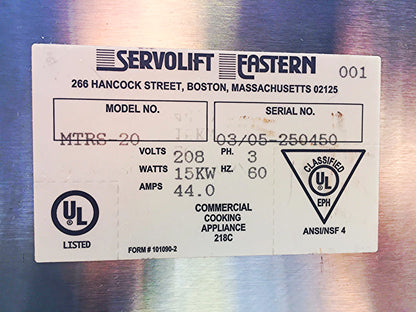 SERVOLIFT EASTERN
001
266 HANCOCK STREET, BOSTON, MASSACHUSETTS 02125
MODEL NO. SERIAL NO.
MTRS-20 03/05-250450
VOLTS 208 PH. 3
WATTS 15KW HZ. 60
AMPS 44.0
CLASSIFIED
UL
EPH
ANSI/NSF 4
UL
LISTED
COMMERCIAL
COOKING
APPLIANCE
218C
FORM # 101090-2